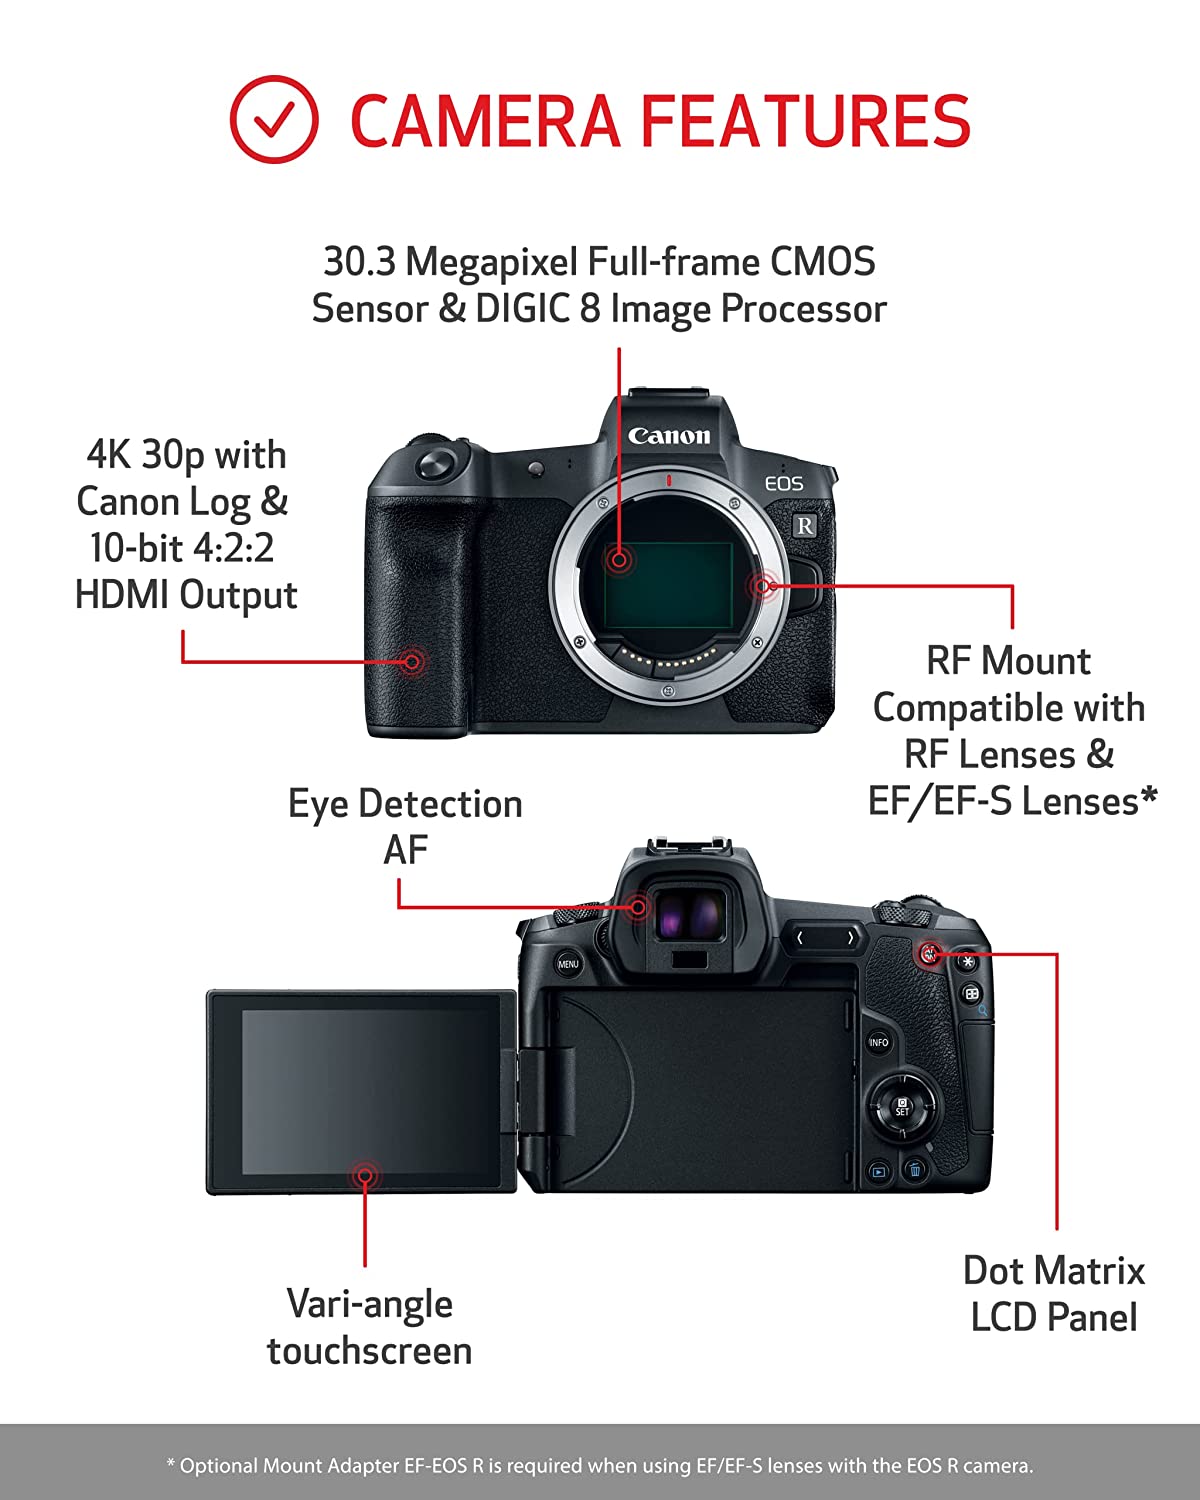 CAMERA FEATURES
30.3 Megapixel Full-frame CMOS
Sensor & DIGIC 8 Image Processor
4K 30p with
Canon Log &
10-bit 4:2:2
HDMI Output
Canon
EOS
R
RF Mount
Compatible with
RF Lenses &
EF/EF-S Lenses*
Eye Detection
AF
MENU
INFO
SET
Vari-angle
touchscreen
Dot Matrix
LCD Panel
* Optional Mount Adapter EF-EOS R is required when using EF/EF-S lenses with the EOS R camera.